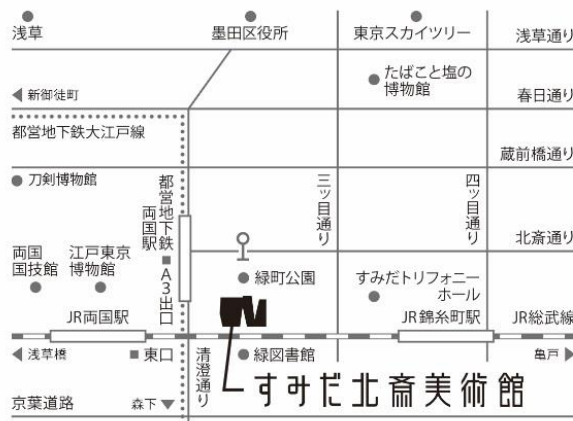 浅草
墨田区役所
東京スカイツリー
浅草通り
たばこと塩の
博物館
新御徒町
春日通り
都営地下鉄大江戸線
蔵前橋通り
刀剣博物館
都営地下鉄
両国駅
A3出口
三ッ目通り
四ッ目通り
北斎通り
両国
国技館
江戸東京
博物館
緑町公園
すみだトリフォニー
ホール
JR両国駅
JR錦糸町駅
JR総武線
浅草橋
東口
清澄通り
緑図書館
亀戸
すみだ北斎美術館
京葉道路
森下